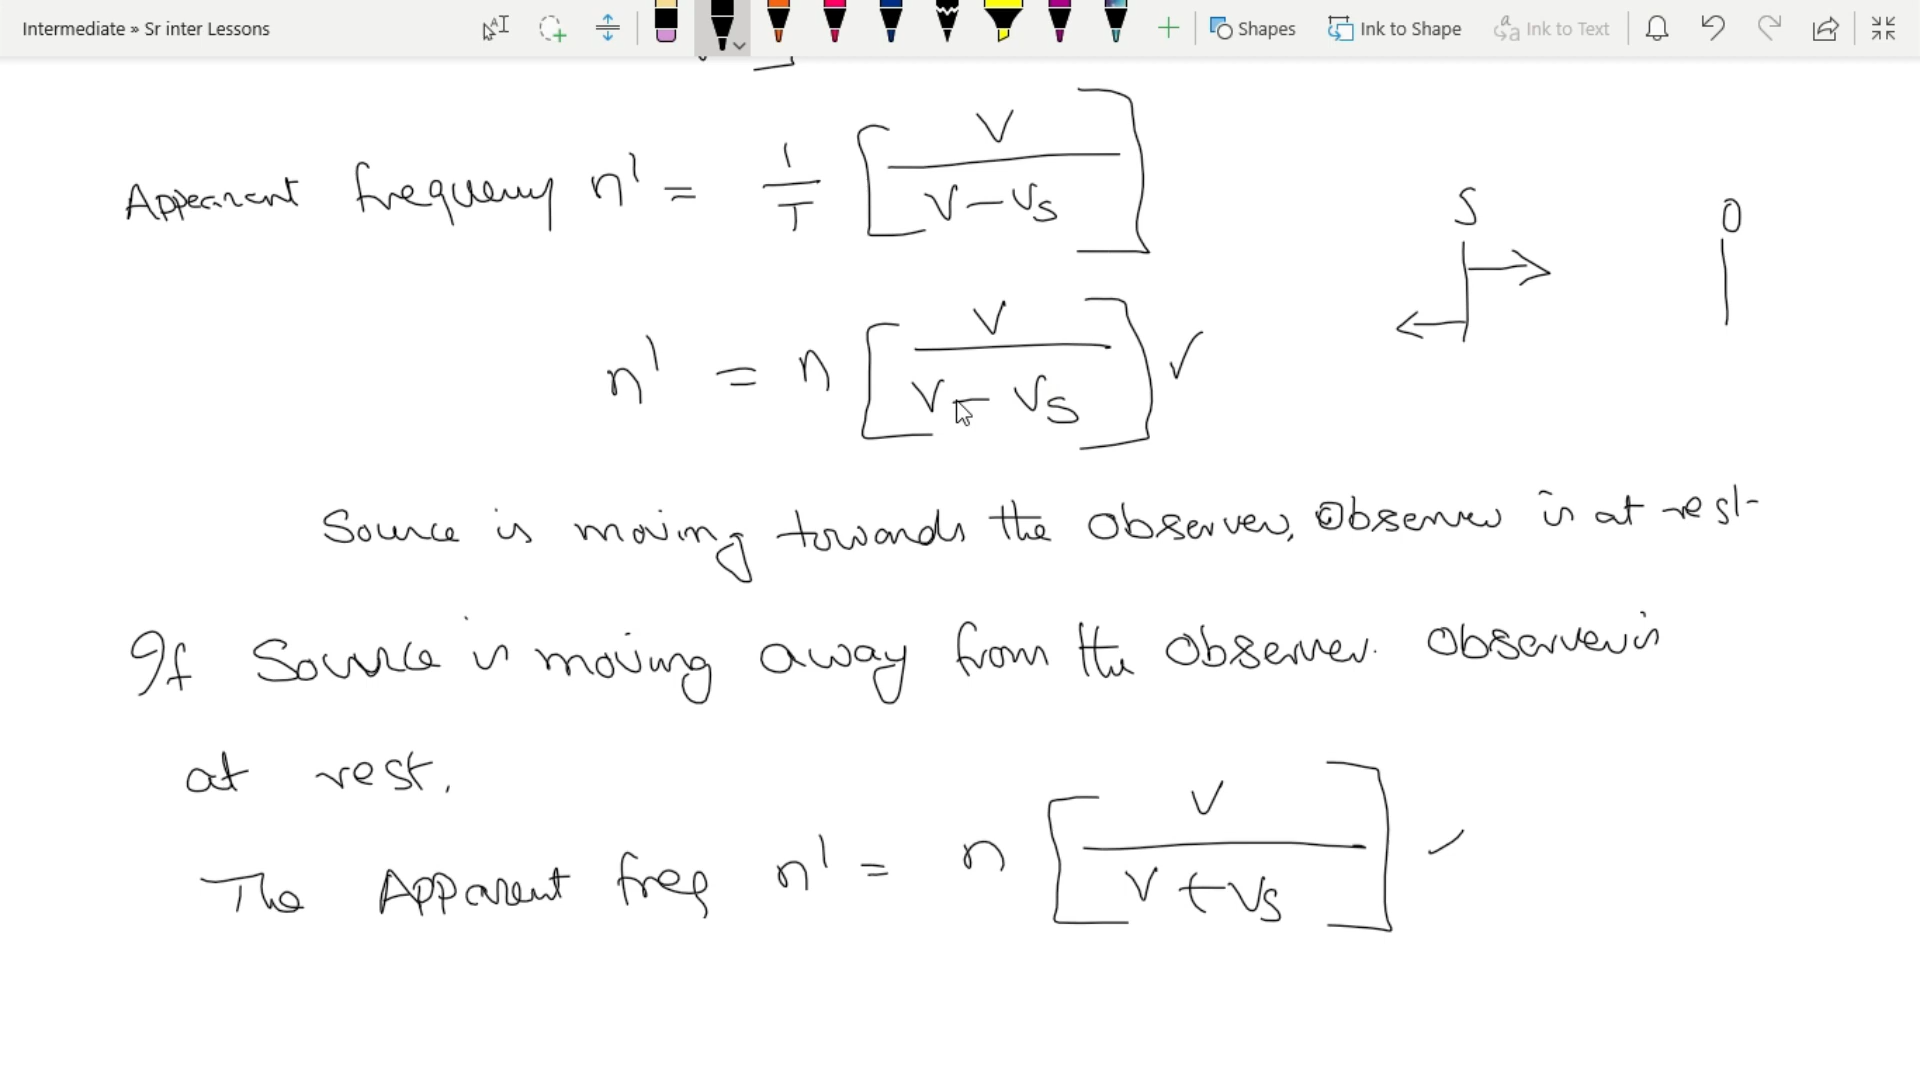 Intermediate » Sr inter Lessons
Shapes
Ink to Shape
Ink to Text
Appearent frequency n' = 1/T [V/(V-Vs)]
S
O
n' = n [V/(V-Vs)] ✓
Source is moving towards the observer, Observer is at rest
If Source is moving away from the Observer. Observer is
at rest.
The Apparent freq n' = n [V/(V+Vs)]